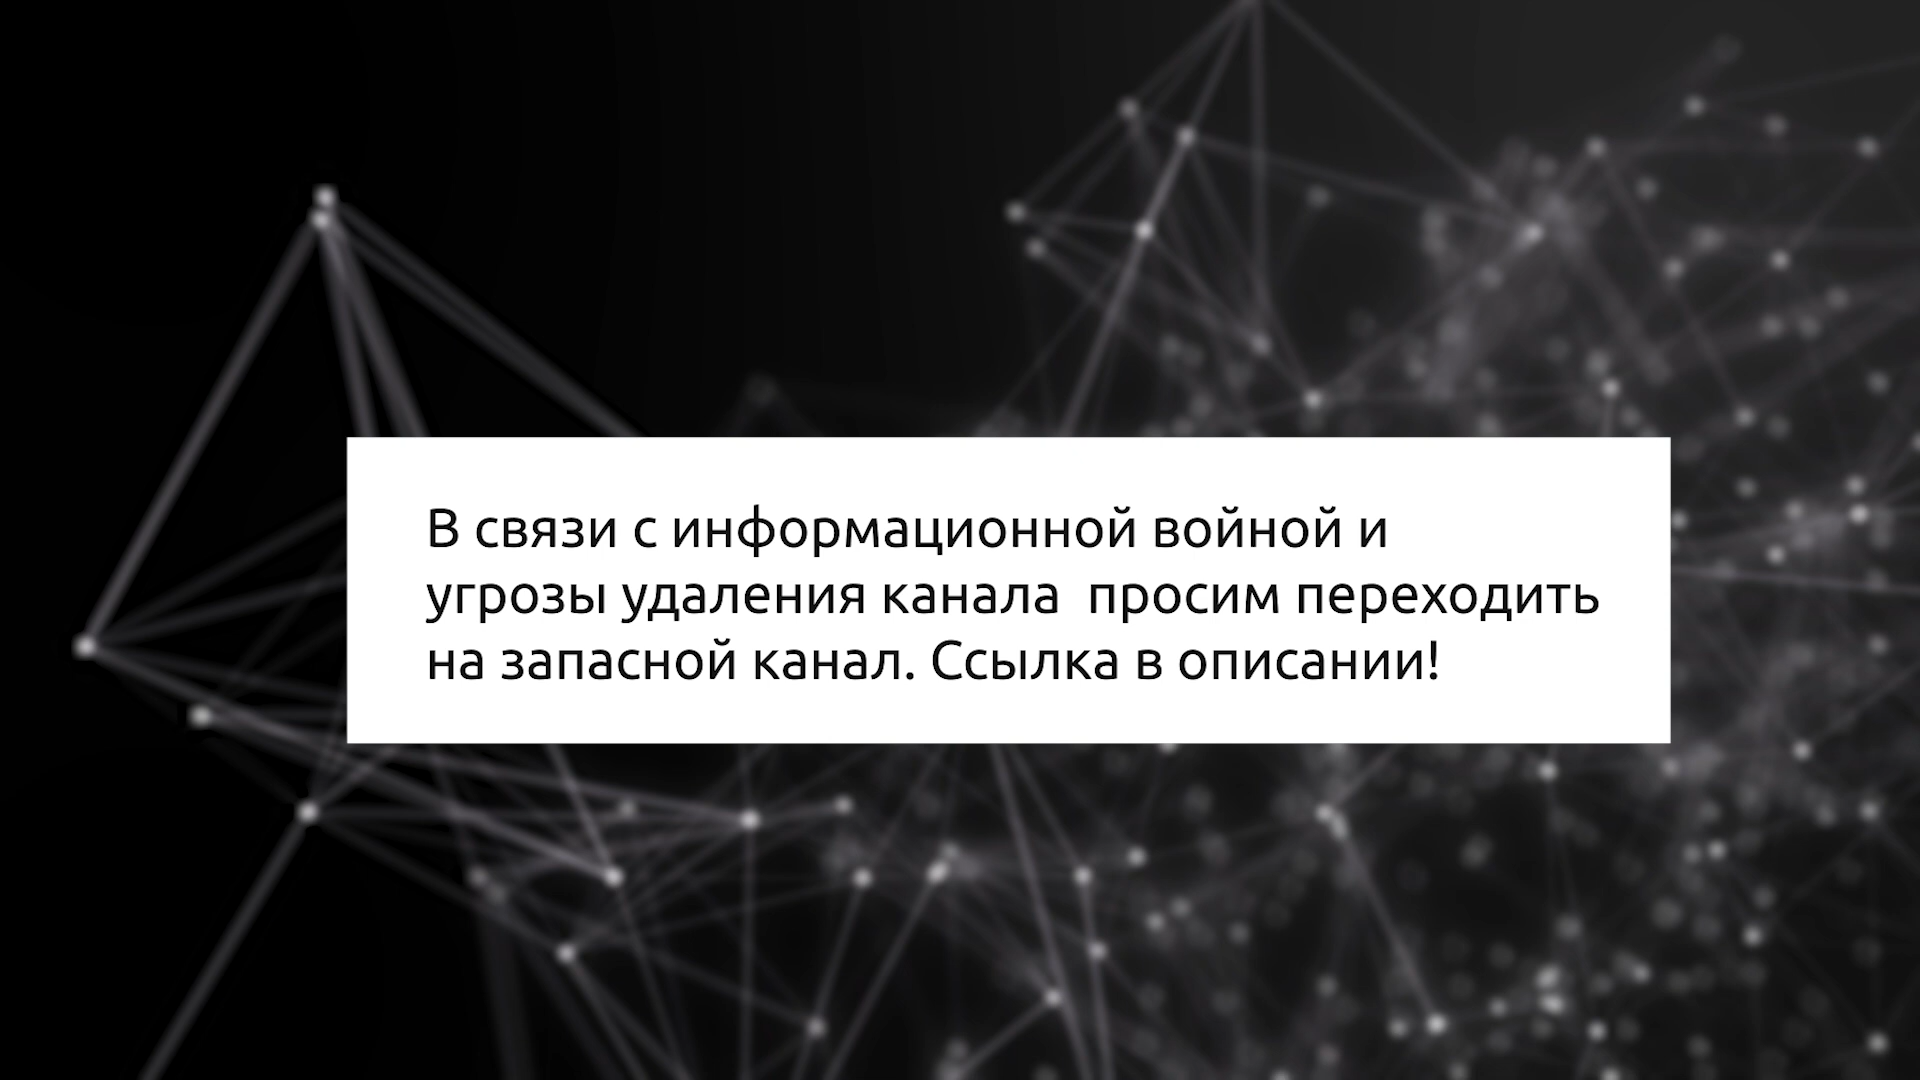 В связи с информационной войной и
угрозы удаления канала  просим переходить
на запасной канал. Ссылка в описании!